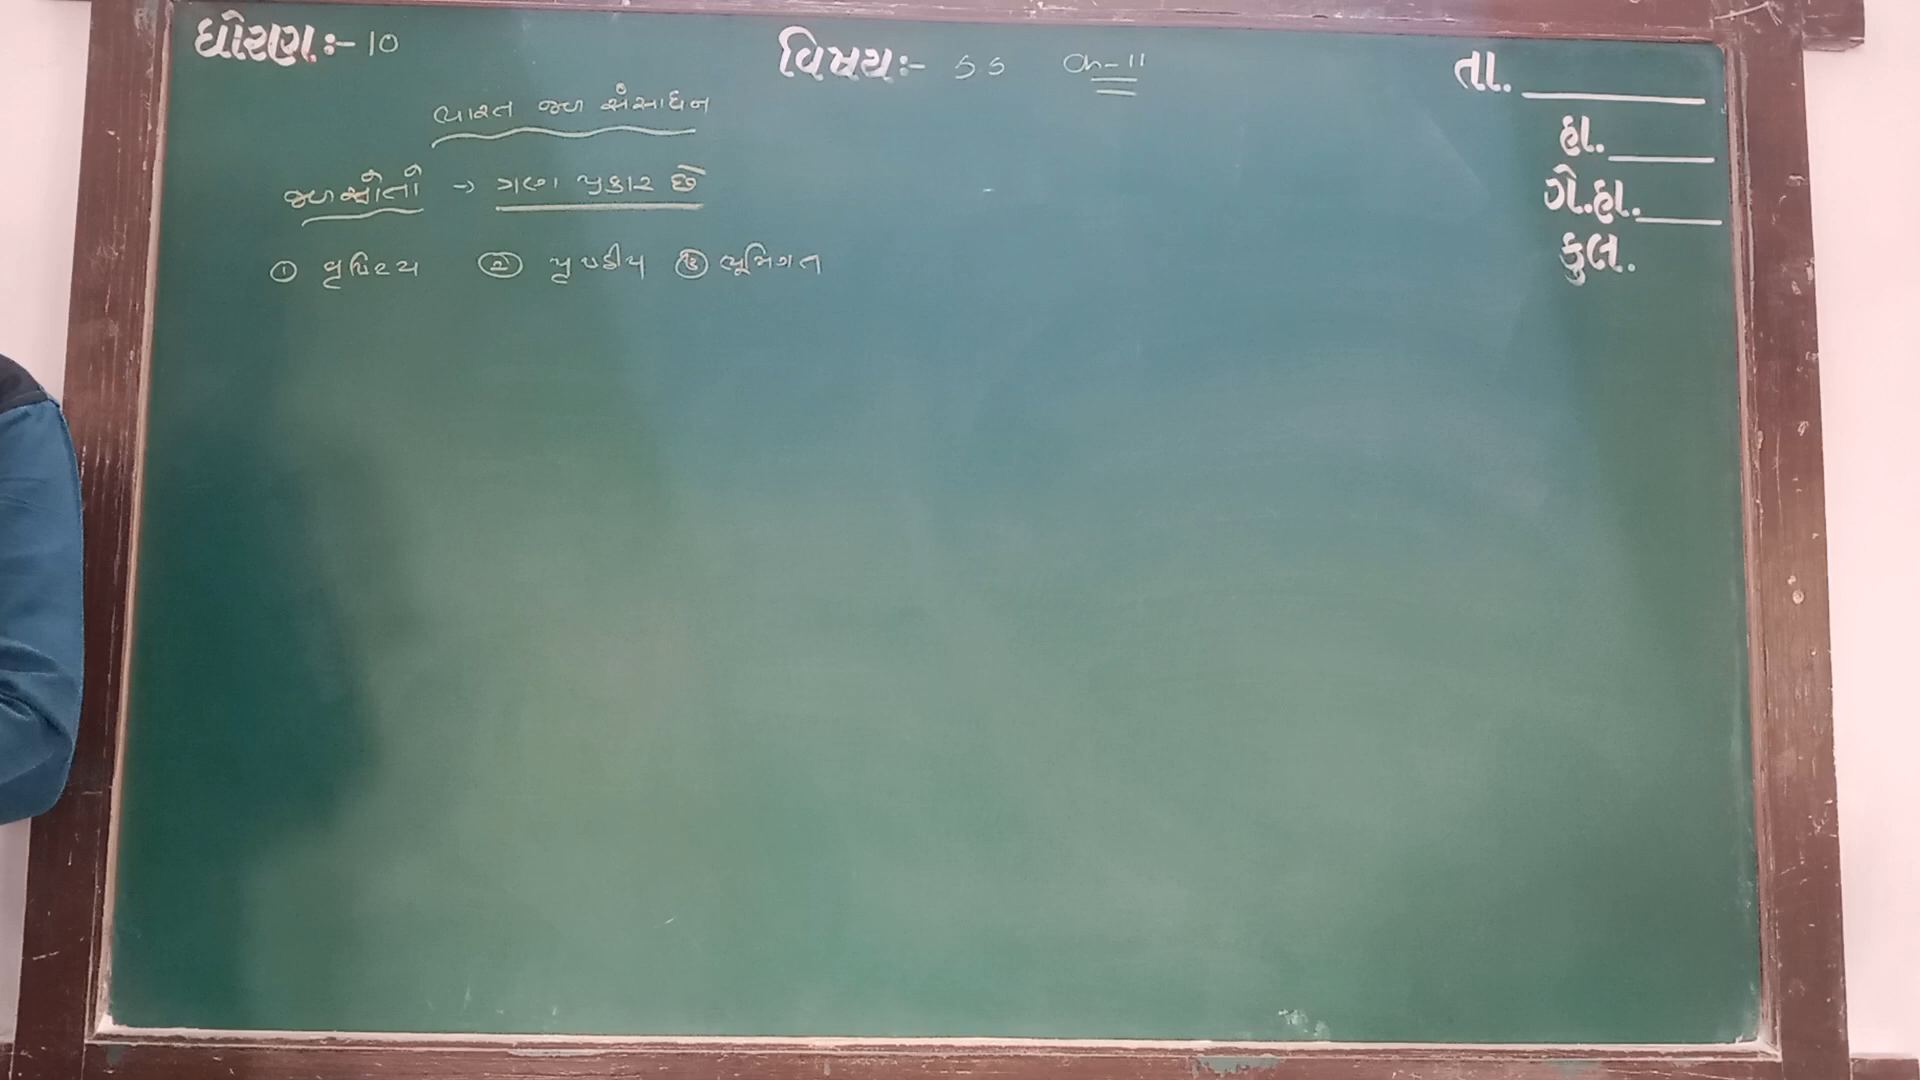 ધોરણ:- 10 વિષય:- SS Ch-11 તા.
ભારત જળ સંસાધન
હા.
જળસ્ત્રોતો → ત્રણ પ્રકાર છે
ગે.હા.
① વૃષ્ટિય ② પૃષ્ઠીય ③ ભૂમિગત
કુલ.